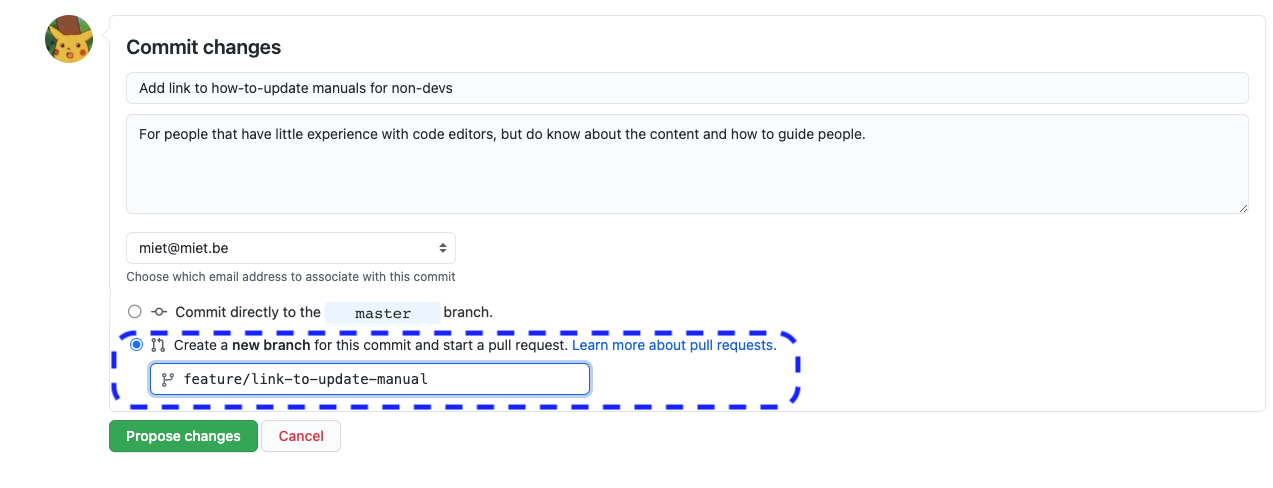 Commit changes
Add link to how-to-update manuals for non-devs
For people that have little experience with code editors, but do know about the content and how to guide people.
miet@miet.be
Choose which email address to associate with this commit
Commit directly to the master branch.
Create a new branch for this commit and start a pull request. Learn more about pull requests.
feature/link-to-update-manual
Propose changes Cancel